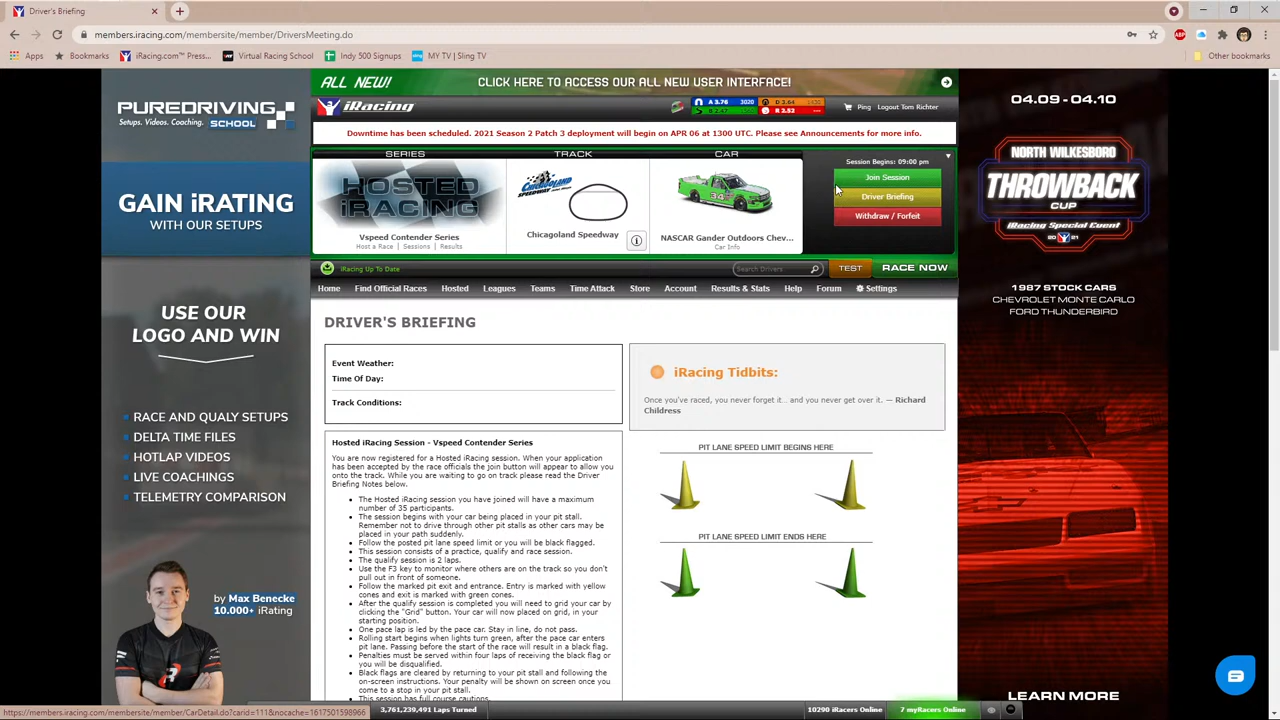 Driver's Briefing
members.iracing.com/membersite/member/DriversMeeting.do
Apps
Bookmarks
iRacing.com™ Press...
Virtual Racing School
Indy 500 Signups
MY TV | Sling TV
Other bookmarks
PUREDRIVING
Setups. Videos. Coaching. SCHOOL
GAIN iRATING
WITH OUR SETUPS
USE OUR
LOGO AND WIN
RACE AND QUALY SETUPS
DELTA TIME FILES
HOTLAP VIDEOS
LIVE COACHINGS
TELEMETRY COMPARISON
by Max Benecke
10.000+ iRating
ALL NEW! CLICK HERE TO ACCESS OUR ALL NEW USER INTERFACE!
iRacing
A 3.76 3020
D 3.64
R 2.52
Ping Logout Tom Richter
Downtime has been scheduled. 2021 Season 2 Patch 3 deployment will begin on APR 06 at 1300 UTC. Please see Announcements for more info.
SERIES TRACK CAR
HOSTED
iRACING
Vspeed Contender Series
Host a Race | Sessions | Results
CHICAGOLAND
SPEEDWAY
Chicagoland Speedway
34
NASCAR Gander Outdoors Chev...
Car Info
Session Begins: 09:00 pm
Join Session
Driver Briefing
Withdraw / Forfeit
iRacing Up To Date
Search Drivers
TEST
RACE NOW
Home Find Official Races Hosted Leagues Teams Time Attack Store Account Results & Stats Help Forum Settings
DRIVER'S BRIEFING
Event Weather:
Time Of Day:
Track Conditions:
iRacing Tidbits:
Once you've raced, you never forget it... and you never get over it. — Richard
Childress
PIT LANE SPEED LIMIT BEGINS HERE
PIT LANE SPEED LIMIT ENDS HERE
Hosted iRacing Session - Vspeed Contender Series
You are now registered for a Hosted iRacing session. When your application
has been accepted by the race officials the join button will appear to allow you
onto the track. While you are waiting to go on track please read the Driver
Briefing Notes below.
The Hosted iRacing session you have joined will have a maximum
number of 35 participants.
The session begins with your car being placed in your pit stall.
Remember not to drive through other pit stalls as other cars may be
placed in your path suddenly.
Follow the posted pit lane speed limit or you will be black flagged.
This session consists of a practice, qualify and race session.
The qualify session is 2 laps.
Use the F3 key to monitor where others are on the track so you don't
pull out in front of someone.
Follow the marked pit exit and entrance. Entry is marked with yellow
cones and exit is marked with green cones.
After the qualify session is completed you will need to grid your car by
clicking the "Grid" button. Your car will now placed on grid, in your
starting position.
One pace lap is led by the pace car. Stay in line, do not pass.
Rolling start begins when lights turn green, after the pace car enters
pit lane. Passing before the start of the race will result in a black flag.
Penalties must be served within four laps of receiving the black flag or
you will be disqualified.
Black flags are cleared by returning to your pit stall and following the
on-screen instructions. Your penalty will be shown on screen once you
come to a stop in your pit stall.
This session has full course cautions.
04.09 - 04.10
NORTH WILKESBORO
THROWBACK
CUP
iRacing Special Event
20 21
1987 STOCK CARS
CHEVROLET MONTE CARLO
FORD THUNDERBIRD
LEARN MORE
https://members.iracing.com/membersite/member/CarDetail.do?carid=111&nocache=1617501598966
3,761,239,491 Laps Turned
10290 iRacers Online
7 myRacers Online